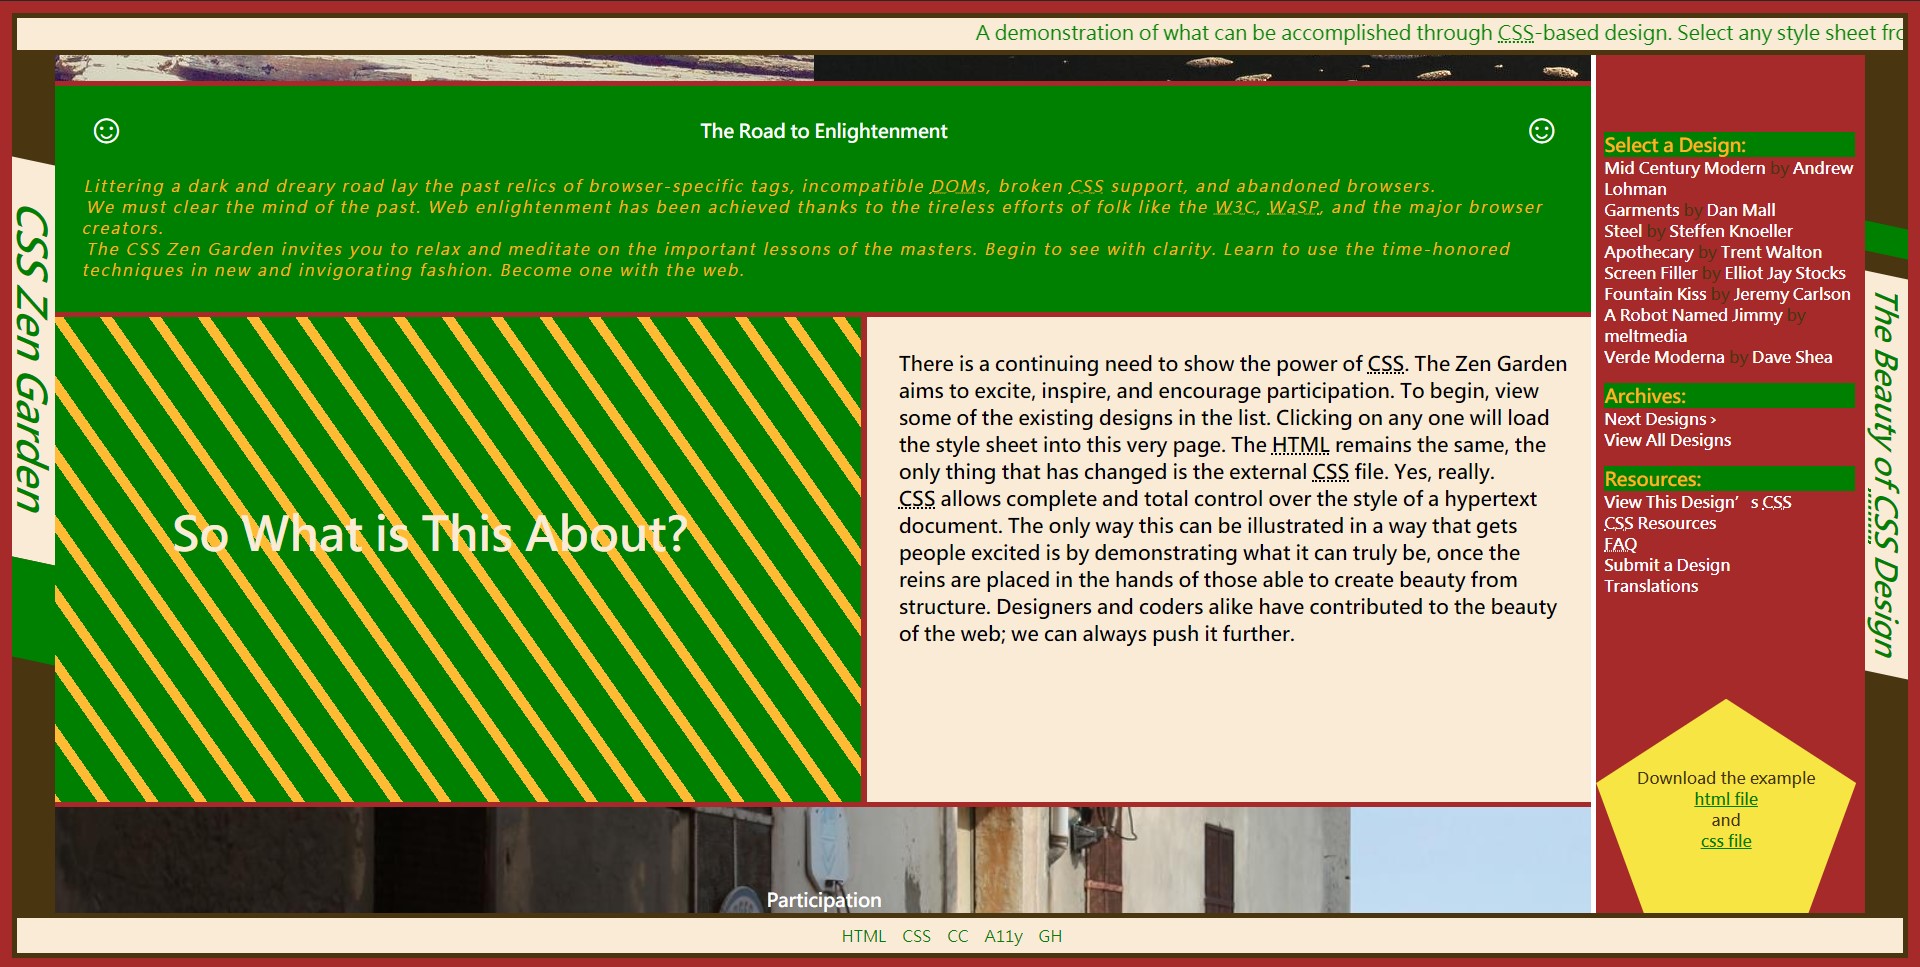 A demonstration of what can be accomplished through CSS-based design. Select any style sheet fro
CSS Zen Garden
☺ The Road to Enlightenment ☺
Littering a dark and dreary road lay the past relics of browser-specific tags, incompatible DOMs, broken CSS support, and abandoned browsers.
We must clear the mind of the past. Web enlightenment has been achieved thanks to the tireless efforts of folk like the W3C, WaSP, and the major browser
creators.
The CSS Zen Garden invites you to relax and meditate on the important lessons of the masters. Begin to see with clarity. Learn to use the time-honored
techniques in new and invigorating fashion. Become one with the web.
So What is This About?
There is a continuing need to show the power of CSS. The Zen Garden
aims to excite, inspire, and encourage participation. To begin, view
some of the existing designs in the list. Clicking on any one will load
the style sheet into this very page. The HTML remains the same, the
only thing that has changed is the external CSS file. Yes, really.
CSS allows complete and total control over the style of a hypertext
document. The only way this can be illustrated in a way that gets
people excited is by demonstrating what it can truly be, once the
reins are placed in the hands of those able to create beauty from
structure. Designers and coders alike have contributed to the beauty
of the web; we can always push it further.
Participation
Select a Design:
Mid Century Modern by Andrew
Lohman
Garments by Dan Mall
Steel by Steffen Knoeller
Apothecary by Trent Walton
Screen Filler by Elliot Jay Stocks
Fountain Kiss by Jeremy Carlson
A Robot Named Jimmy by
meltmedia
Verde Moderna by Dave Shea
Archives:
Next Designs ›
View All Designs
Resources:
View This Design’s CSS
CSS Resources
FAQ
Submit a Design
Translations
Download the example
html file
and
css file
The Beauty of CSS Design
HTML CSS CC A11y GH